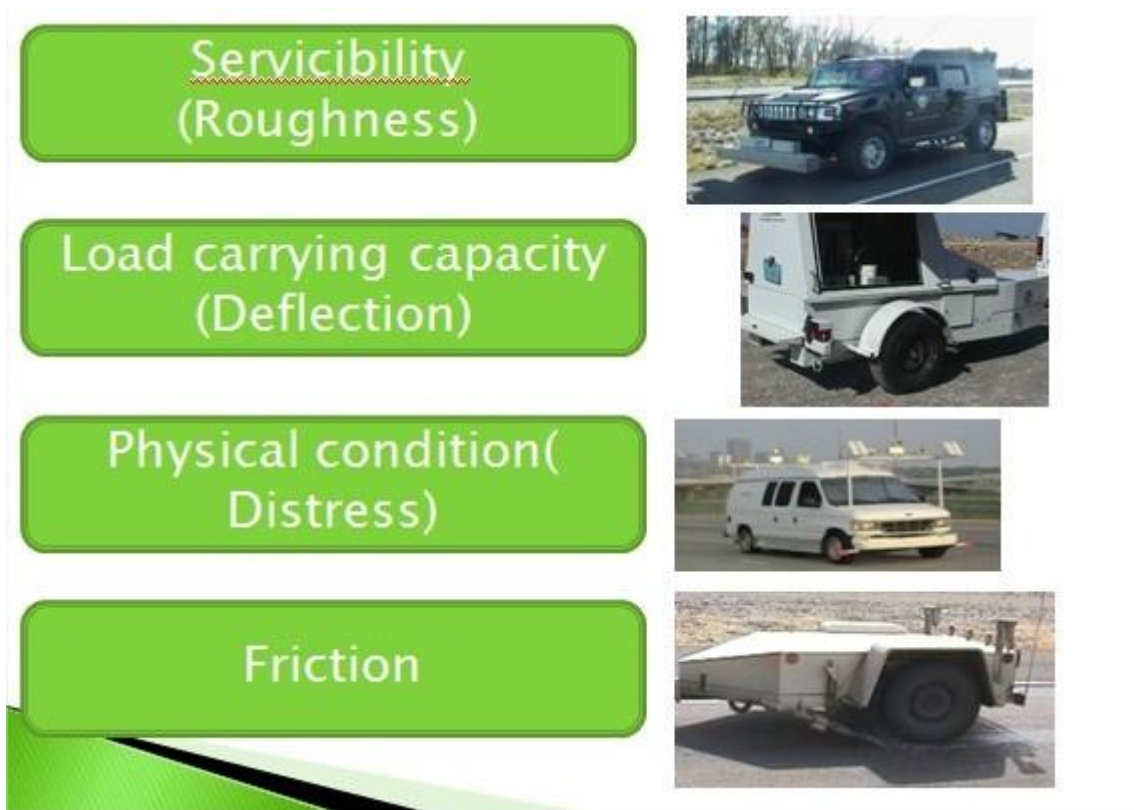 Servicibility
(Roughness)
Load carrying capacity
(Deflection)
Physical condition(
Distress)
Friction